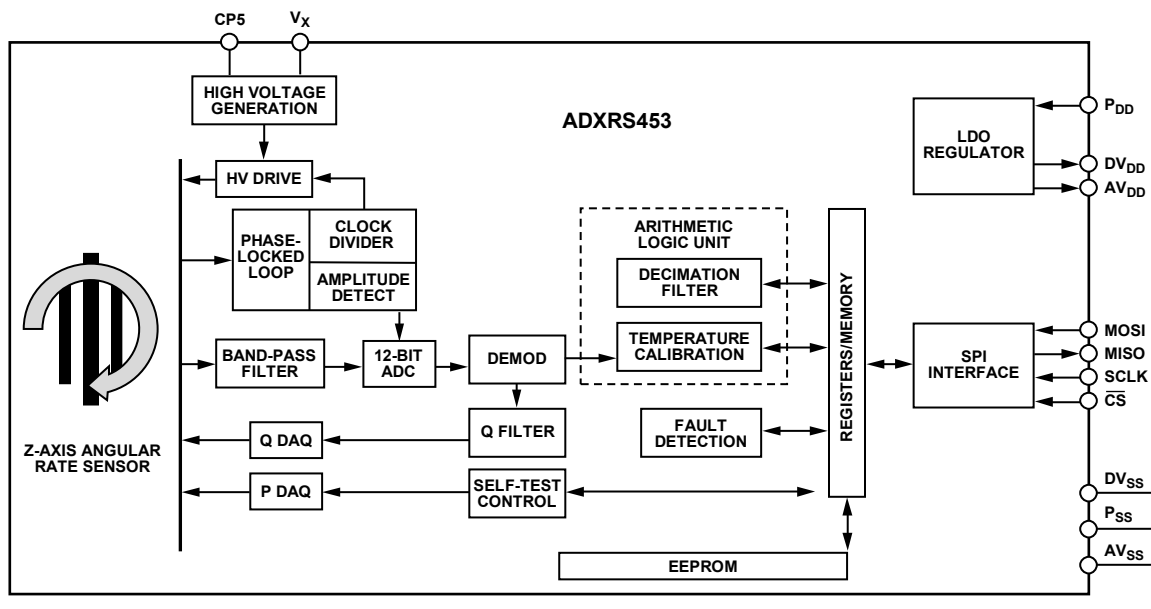 CP5
VX
HIGH VOLTAGE
GENERATION
ADXRS453
LDO
REGULATOR
PDD
DVDD
AVDD
HV DRIVE
PHASE-
LOCKED
LOOP
CLOCK
DIVIDER
AMPLITUDE
DETECT
ARITHMETIC
LOGIC UNIT
DECIMATION
FILTER
TEMPERATURE
CALIBRATION
BAND-PASS
FILTER
12-BIT
ADC
DEMOD
REGISTERS/MEMORY
SPI
INTERFACE
MOSI
MISO
SCLK
CS
Z-AXIS ANGULAR
RATE SENSOR
Q DAQ
Q FILTER
FAULT
DETECTION
P DAQ
SELF-TEST
CONTROL
DVSS
PSS
AVSS
EEPROM